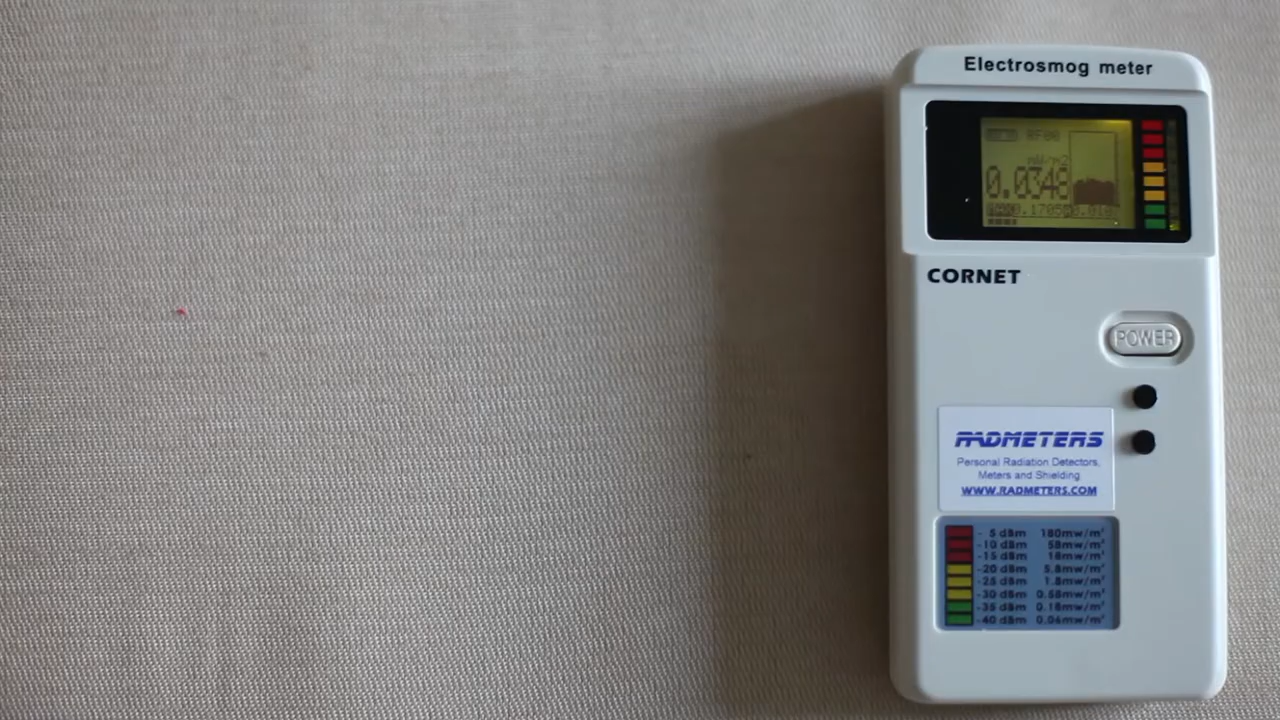 Electrosmog meter
mW/m2
0.0348
CORNET
POWER
RADMETERS
Personal Radiation Detectors,
Meters and Shielding
WWW.RADMETERS.COM
- 5 dBm 180mw/m²
-10 dBm 58mw/m²
-15 dBm 18mw/m²
-20 dBm 5.8mw/m²
-25 dBm 1.8mw/m²
-30 dBm 0.58mw/m²
-35 dBm 0.18mw/m²
-40 dBm 0.06mw/m²